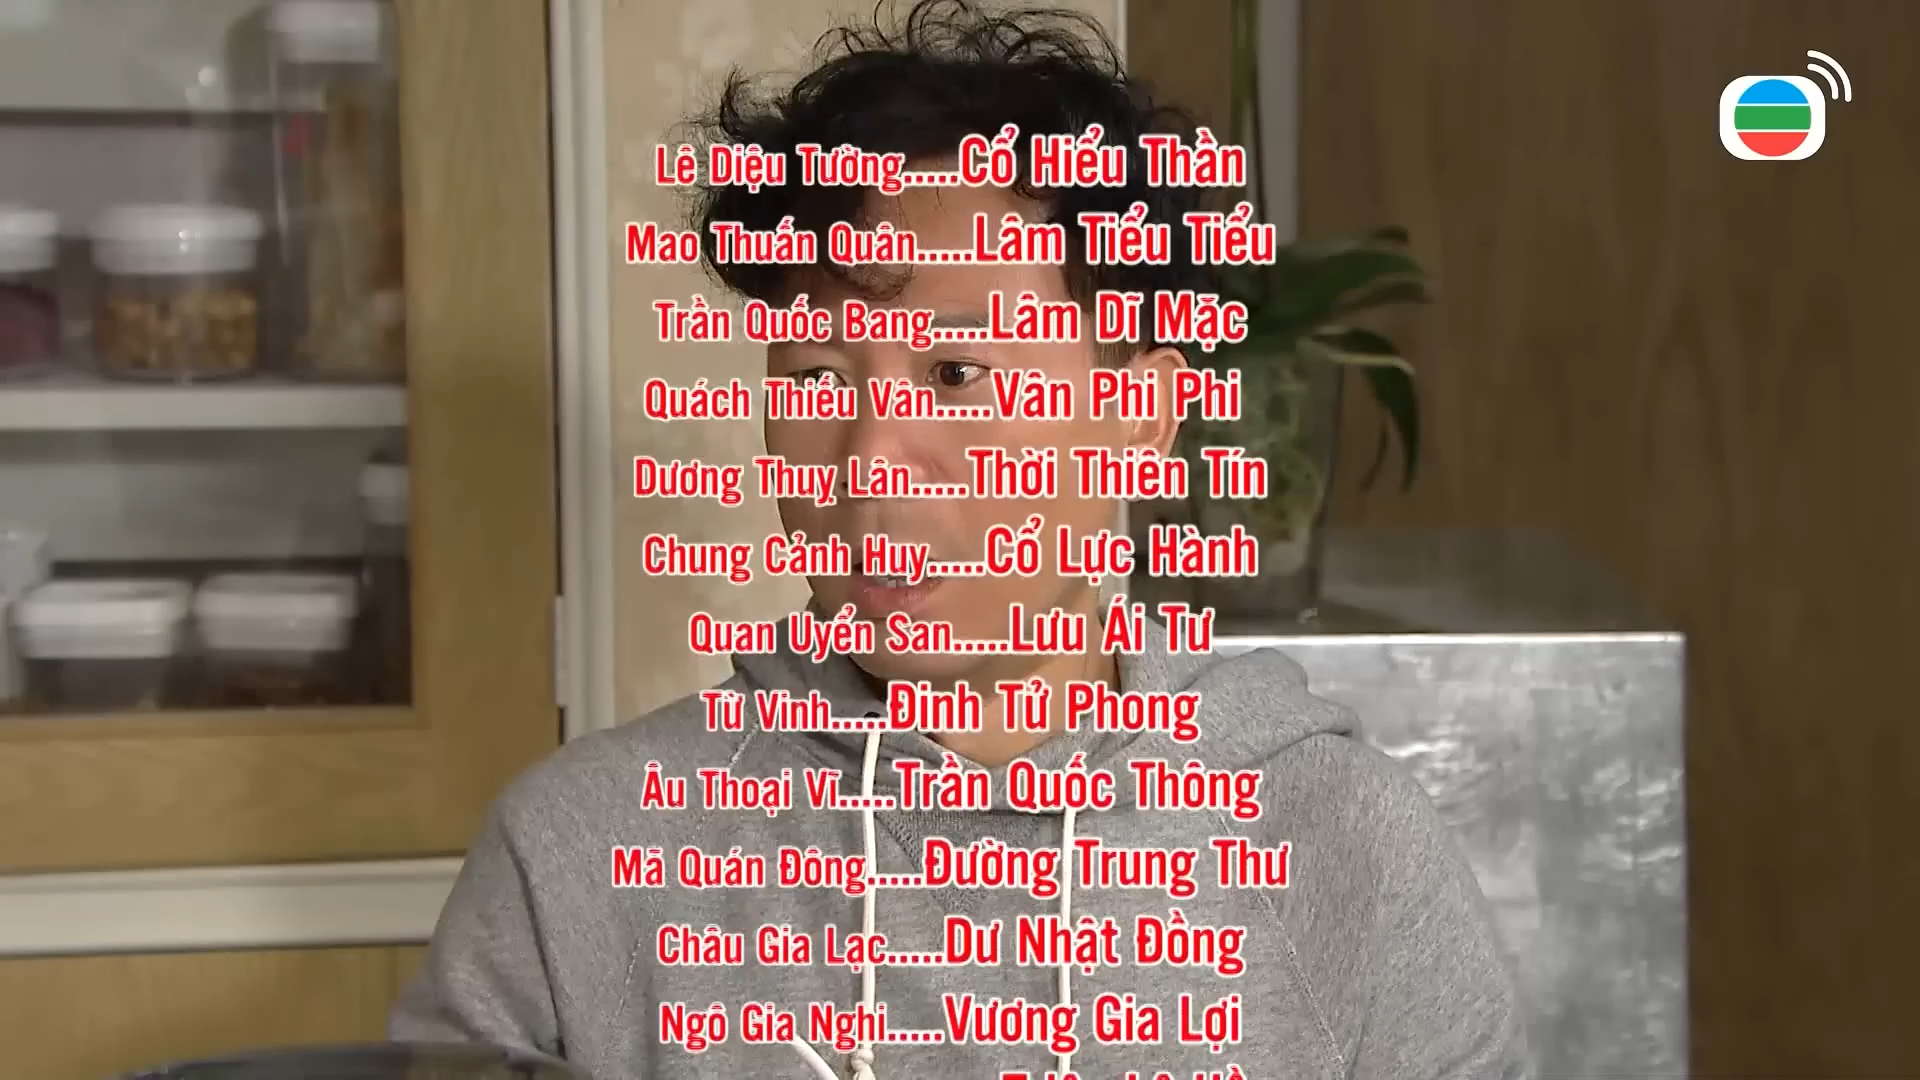 Lê Diệu Tường.....Cổ Hiểu Thần
Mao Thuấn Quân.....Lâm Tiểu Tiểu
Trần Quốc Bang.....Lâm Dĩ Mặc
Quách Thiếu Vân.....Vân Phi Phi
Dương Thuỵ Lân.....Thời Thiên Tín
Chung Cảnh Huy.....Cổ Lực Hành
Quan Uyển San.....Lưu Ái Tư
Từ Vinh.....Đinh Tử Phong
Âu Thoại Vĩ.....Trần Quốc Thông
Mã Quán Đông.....Đường Trung Thư
Châu Gia Lạc.....Dư Nhật Đồng
Ngô Gia Nghi.....Vương Gia Lợi